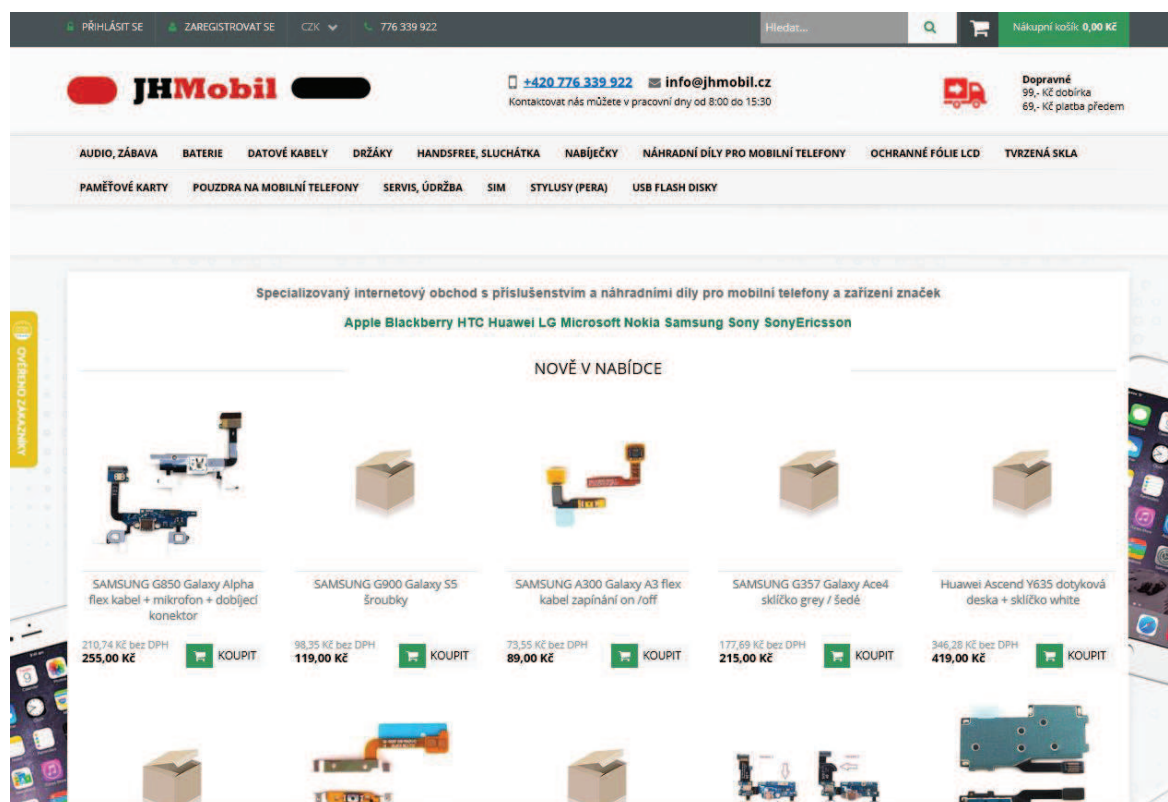 PŘIHLÁSIT SE ZAREGISTROVAT SE CZK 776 339 922 Hledat... Nákupní košík 0,00 Kč
JHMobil
+420 776 339 922 info@jhmobil.cz
Kontaktovat nás můžete v pracovní dny od 8:00 do 15:30
Dopravné
99,- Kč dobírka
69,- Kč platba předem
AUDIO, ZÁBAVA BATERIE DATOVÉ KABELY DRŽÁKY HANDSFREE, SLUCHÁTKA NABÍJEČKY NÁHRADNÍ DÍLY PRO MOBILNÍ TELEFONY OCHRANNÉ FÓLIE LCD TVRZENÁ SKLA
PAMĚŤOVÉ KARTY POUZDRA NA MOBILNÍ TELEFONY SERVIS, ÚDRŽBA SIM STYLUSY (PERA) USB FLASH DISKY
Specializovaný internetový obchod s příslušenstvím a náhradními díly pro mobilní telefony a zařízení značek
Apple Blackberry HTC Huawei LG Microsoft Nokia Samsung Sony SonyEricsson
OVĚŘENO ZÁKAZNÍKY
NOVĚ V NABÍDCE
SAMSUNG G850 Galaxy Alpha
flex kabel + mikrofon + dobíjecí
konektor
210,74 Kč bez DPH
255,00 Kč KOUPIT
SAMSUNG G900 Galaxy S5
šroubky
98,35 Kč bez DPH
119,00 Kč KOUPIT
SAMSUNG A300 Galaxy A3 flex
kabel zapínání on /off
73,55 Kč bez DPH
89,00 Kč KOUPIT
SAMSUNG G357 Galaxy Ace4
sklíčko grey / šedé
177,69 Kč bez DPH
215,00 Kč KOUPIT
Huawei Ascend Y635 dotyková
deska + sklíčko white
346,28 Kč bez DPH
419,00 Kč KOUPIT